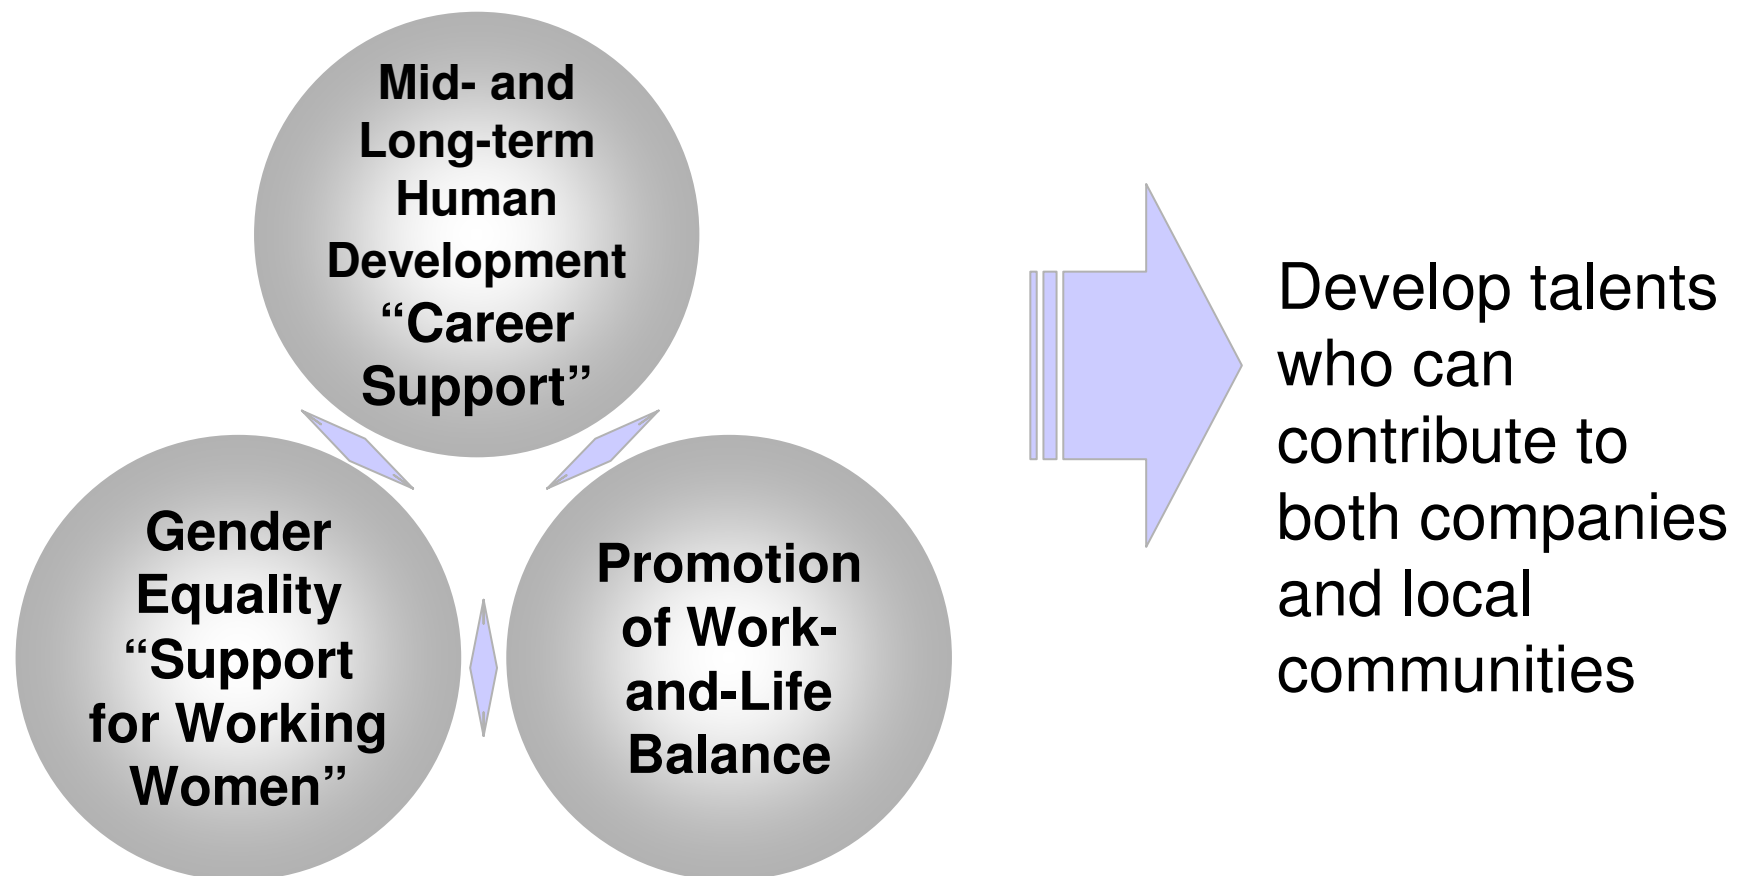 Mid- and
Long-term
Human
Development
“Career
Support”
Gender
Equality
“Support
for Working
Women”
Promotion
of Work-
and-Life
Balance
Develop talents
who can
contribute to
both companies
and local
communities